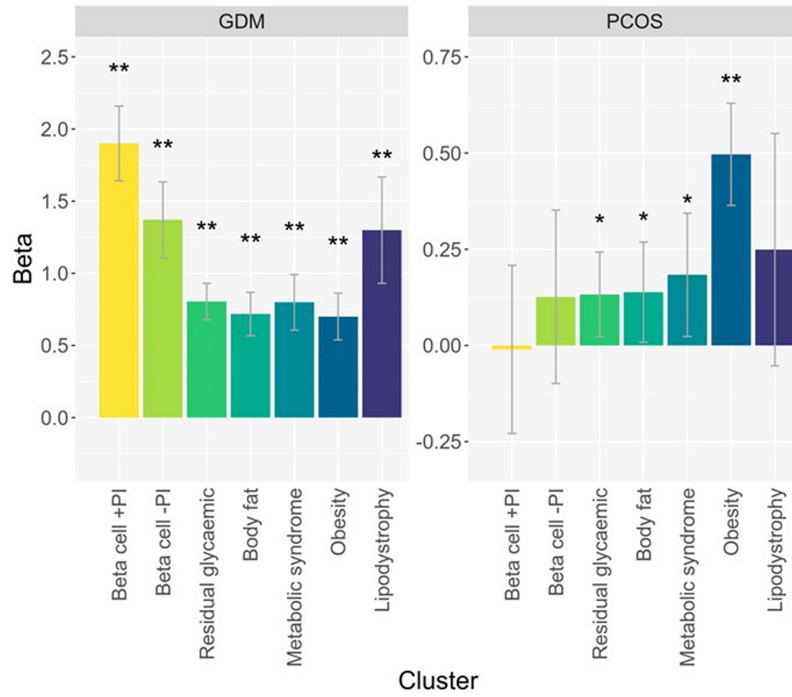 GDM
PCOS
2.5
2.0
1.5
1.0
0.5
0.0
**
**
**
**
**
**
**
0.75
0.50
0.25
0.00
-0.25
*
*
*
**
Beta
Beta cell +PI
Beta cell -PI
Residual glycaemic
Body fat
Metabolic syndrome
Obesity
Lipodystrophy
Beta cell +PI
Beta cell -PI
Residual glycaemic
Body fat
Metabolic syndrome
Obesity
Lipodystrophy
Cluster